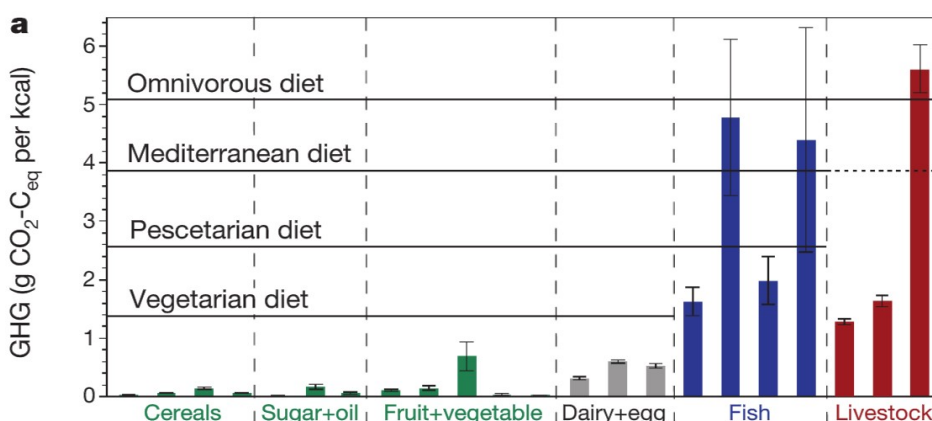 a
GHG (g CO₂-C_eq per kcal)
6
5
4
3
2
1
0
Omnivorous diet
Mediterranean diet
Pescetarian diet
Vegetarian diet
Cereals
Sugar+oil
Fruit+vegetable
Dairy+egg
Fish
Livestock